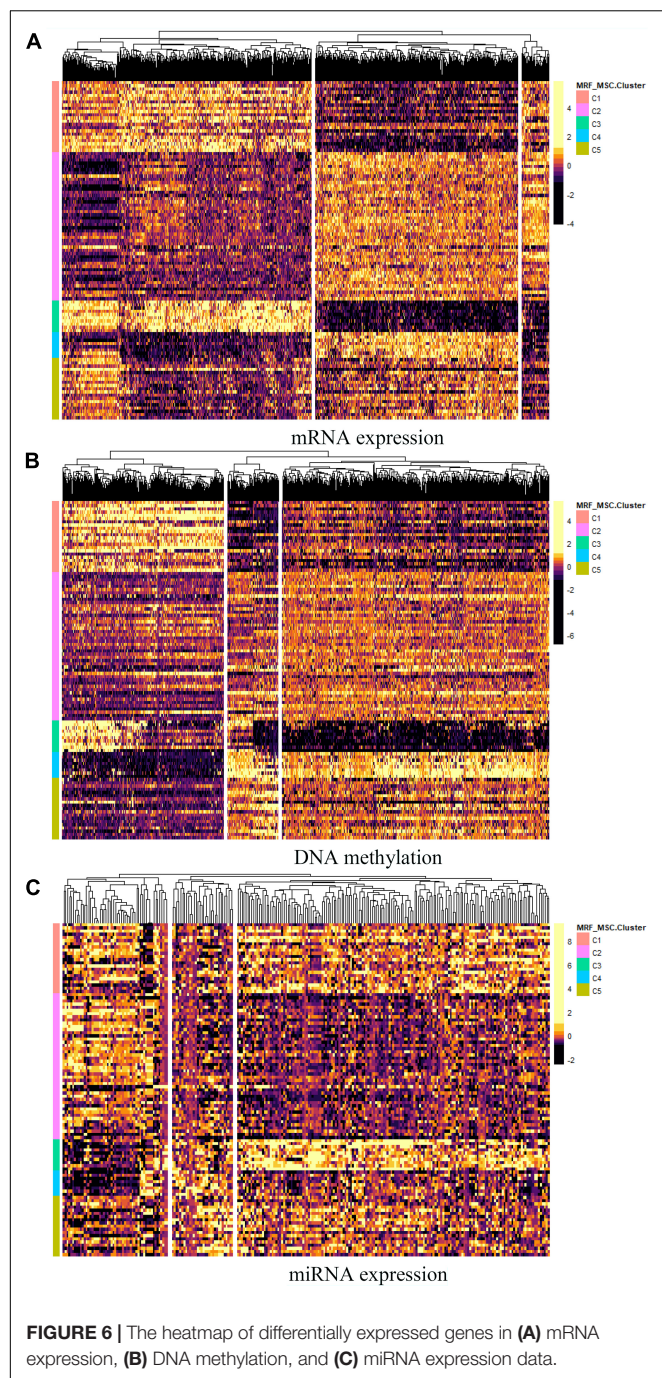 A
MRF_MSC.Cluster
C1
C2
C3
C4
C5
4
2
0
-2
-4
mRNA expression
B
MRF_MSC.Cluster
C1
C2
C3
C4
C5
4
2
0
-2
-4
-6
DNA methylation
C
MRF_MSC.Cluster
C1
C2
C3
C4
C5
8
6
4
2
0
-2
miRNA expression
FIGURE 6 | The heatmap of differentially expressed genes in (A) mRNA
expression, (B) DNA methylation, and (C) miRNA expression data.